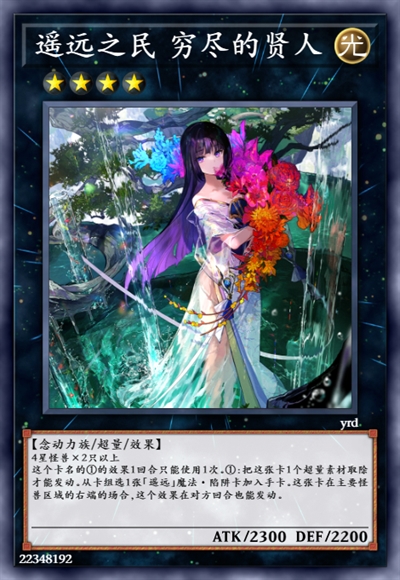 遥远之民 穷尽的贤人 光
yrd
【念动力族/超量/效果】
4星怪兽×2只以上
这个卡名的①的效果1回合只能使用1次。①:把这张卡1个超量素材取除
才能发动。从卡组选1张「遥远」魔法·陷阱卡加入手卡。这张卡在主要怪
兽区域的右端的场合,这个效果在对方回合也能发动。
ATK/2300 DEF/2200
22348192